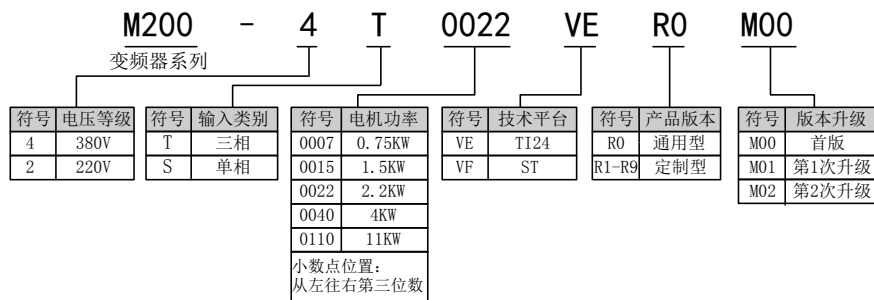 M200 - 4 T 0022 VE R0 M00
变频器系列
符号 电压等级
4 380V
2 220V
符号 输入类别
T 三相
S 单相
符号 电机功率
0007 0.75KW
0015 1.5KW
0022 2.2KW
0040 4KW
0110 11KW
小数点位置：
从左往右第三位数
符号 技术平台
VE TI24
VF ST
符号 产品版本
R0 通用型
R1-R9 定制型
符号 版本升级
M00 首版
M01 第1次升级
M02 第2次升级